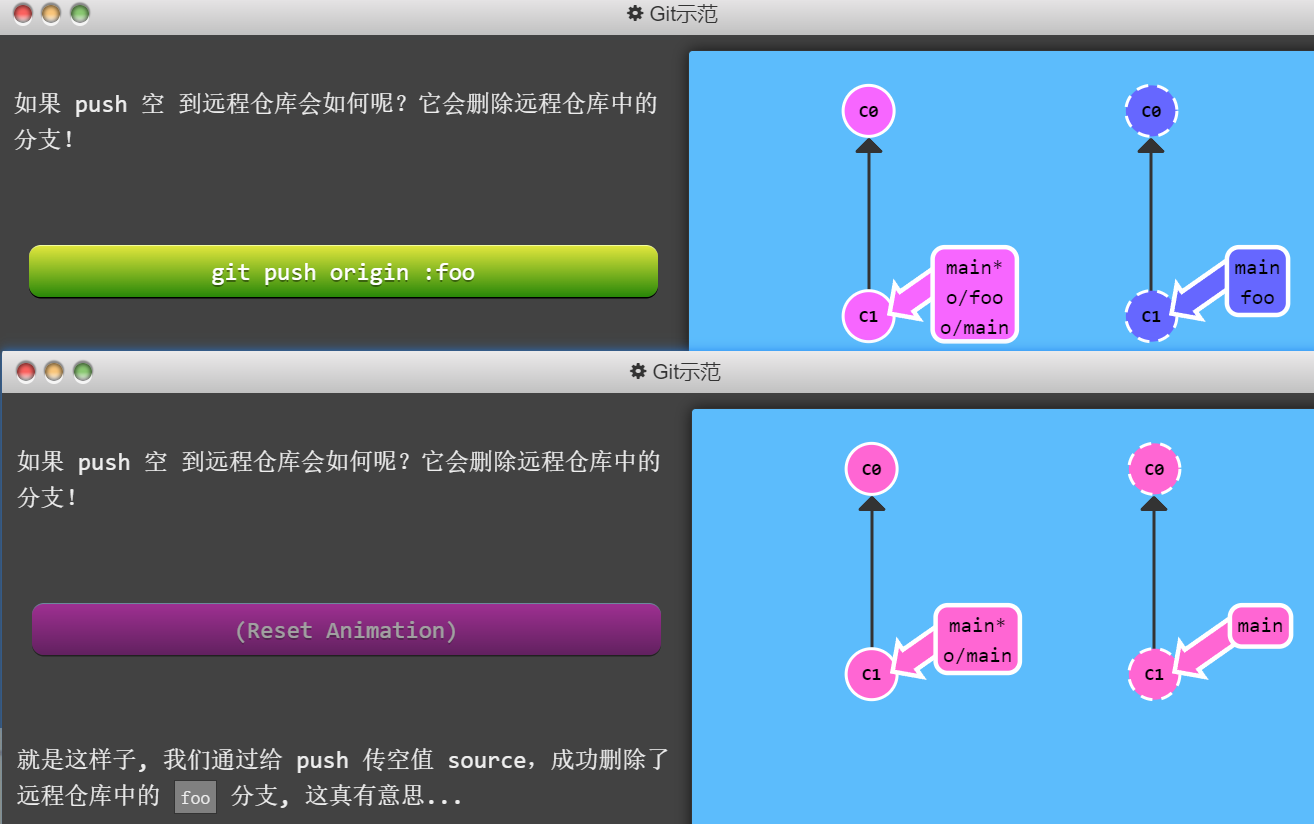 Git示范
如果 push 空 到远程仓库会如何呢？它会删除远程仓库中的
分支！
git push origin :foo
C0
C0
main*
o/foo
o/main
main
foo
C1
C1
Git示范
如果 push 空 到远程仓库会如何呢？它会删除远程仓库中的
分支！
(Reset Animation)
就是这样子, 我们通过给 push 传空值 source，成功删除了
远程仓库中的 foo 分支, 这真有意思...
C0
C0
main*
o/main
main
C1
C1